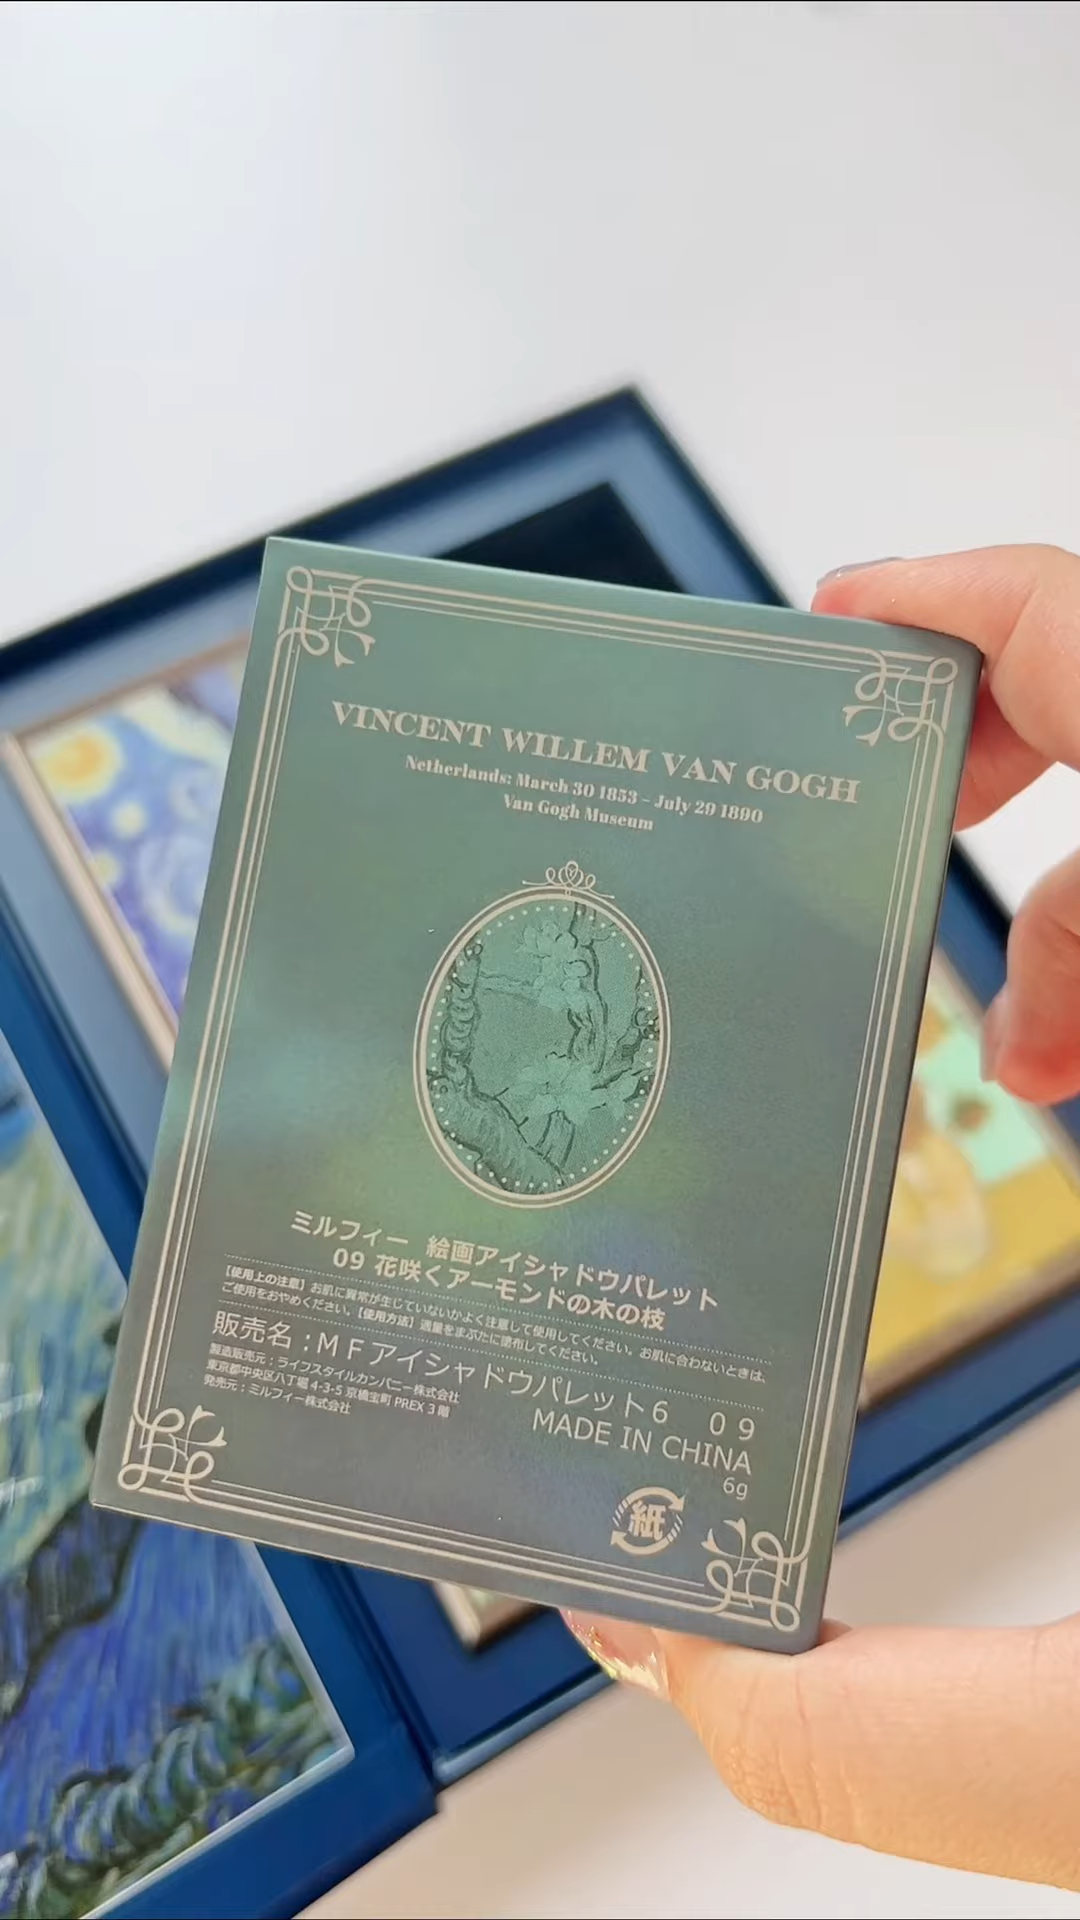 VINCENT WILLEM VAN GOGH
Netherlands: March 30 1853 - July 29 1890
Van Gogh Museum
ミルフィー 絵画アイシャドウパレット
09 花咲くアーモンドの木の枝
【使用上の注意】お肌に異常が生じていないかよく注意して使用してください。お肌に合わないときは、
ご使用をおやめください。【使用方法】適量をまぶたに塗布してください。
販売名:MFアイシャドウパレット6 09
製造販売元:ライフスタイルカンパニー株式会社
東京都中央区八丁堀 4-3-5 京橋宝町 PREX 3階
発売元:ミルフィー株式会社
MADE IN CHINA
6g
紙